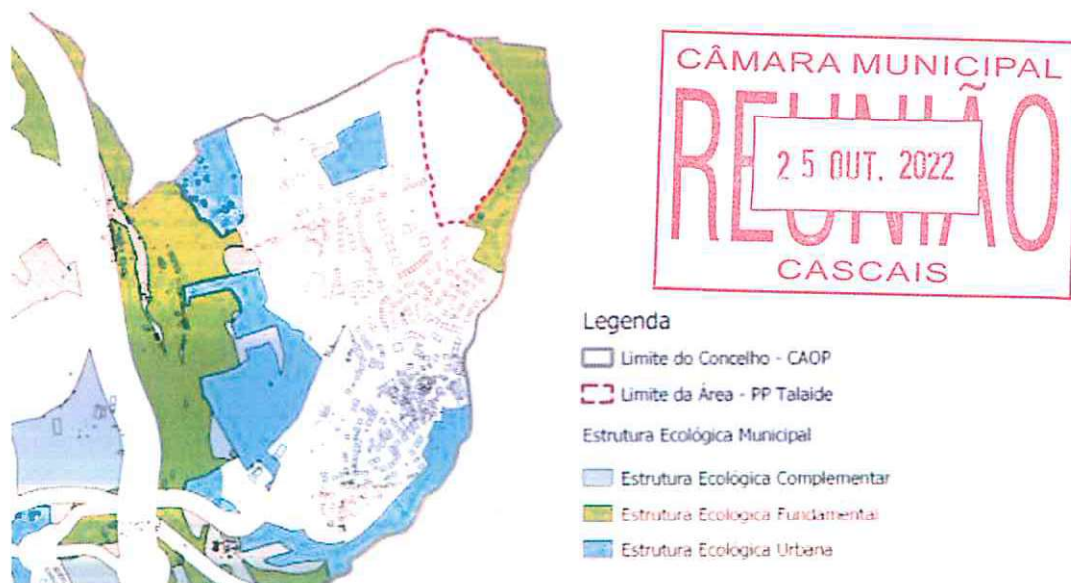 CÂMARA MUNICIPAL
REUNIÃO
25 OUT. 2022
CASCAIS
Legenda
Limite do Concelho - CAOP
Limite da Área - PP Talaide
Estrutura Ecológica Municipal
Estrutura Ecológica Complementar
Estrutura Ecológica Fundamental
Estrutura Ecológica Urbana